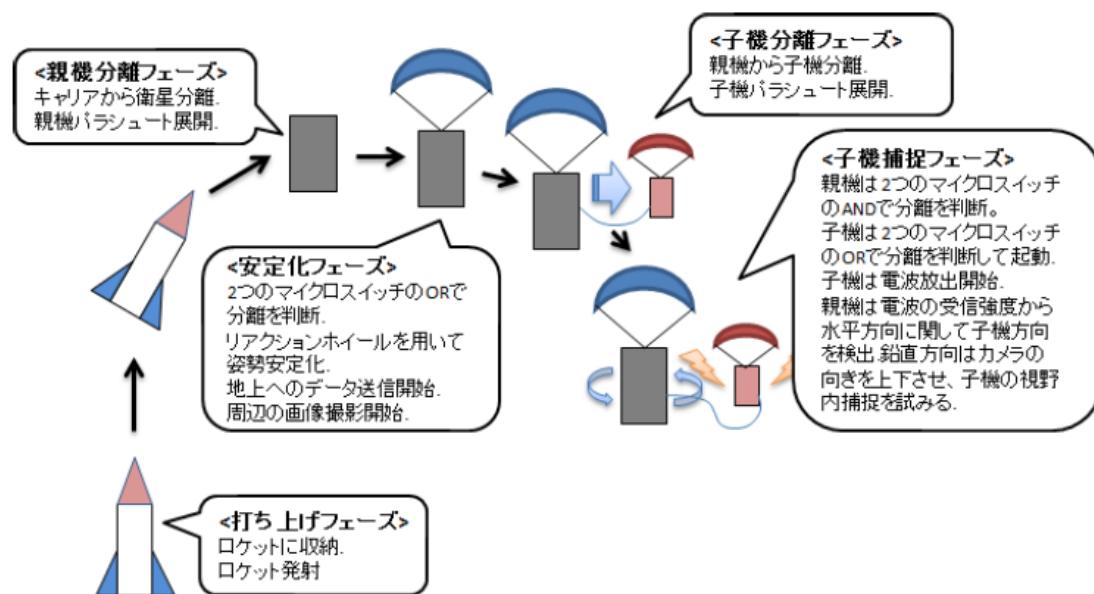 <親機分離フェーズ>
キャリアから衛星分離.
親機パラシュート展開.
<子機分離フェーズ>
親機から子機分離.
子機パラシュート展開.
<子機捕捉フェーズ>
親機は2つのマイクロスイッチ
のANDで分離を判断。
子機は2つのマイクロスイッチ
のORで分離を判断して起動.
子機は電波放出開始.
親機は電波の受信強度から
水平方向に関して子機方向
を検出.鉛直方向はカメラの
向きを上下させ、子機の視野
内捕捉を試みる.
<安定化フェーズ>
2つのマイクロスイッチのORで
分離を判断.
リアクションホイールを用いて
姿勢安定化.
地上へのデータ送信開始.
周辺の画像撮影開始.
<打ち上げフェーズ>
ロケットに収納.
ロケット発射